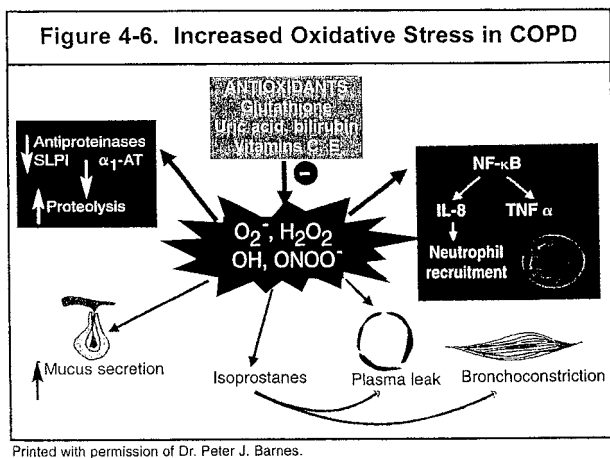 Figure 4-6. Increased Oxidative Stress in COPD
ANTIOXIDANTS
Glutathione
Uric acid, bilirubin
Vitamins C, E
Antiproteinases
SLPI α₁-AT
Proteolysis
NF-κB
IL-8 TNF α
Neutrophil
recruitment
O₂⁻, H₂O₂
OH, ONOO⁻
Mucus secretion
Isoprostanes
Plasma leak
Bronchoconstriction
Printed with permission of Dr. Peter J. Barnes.